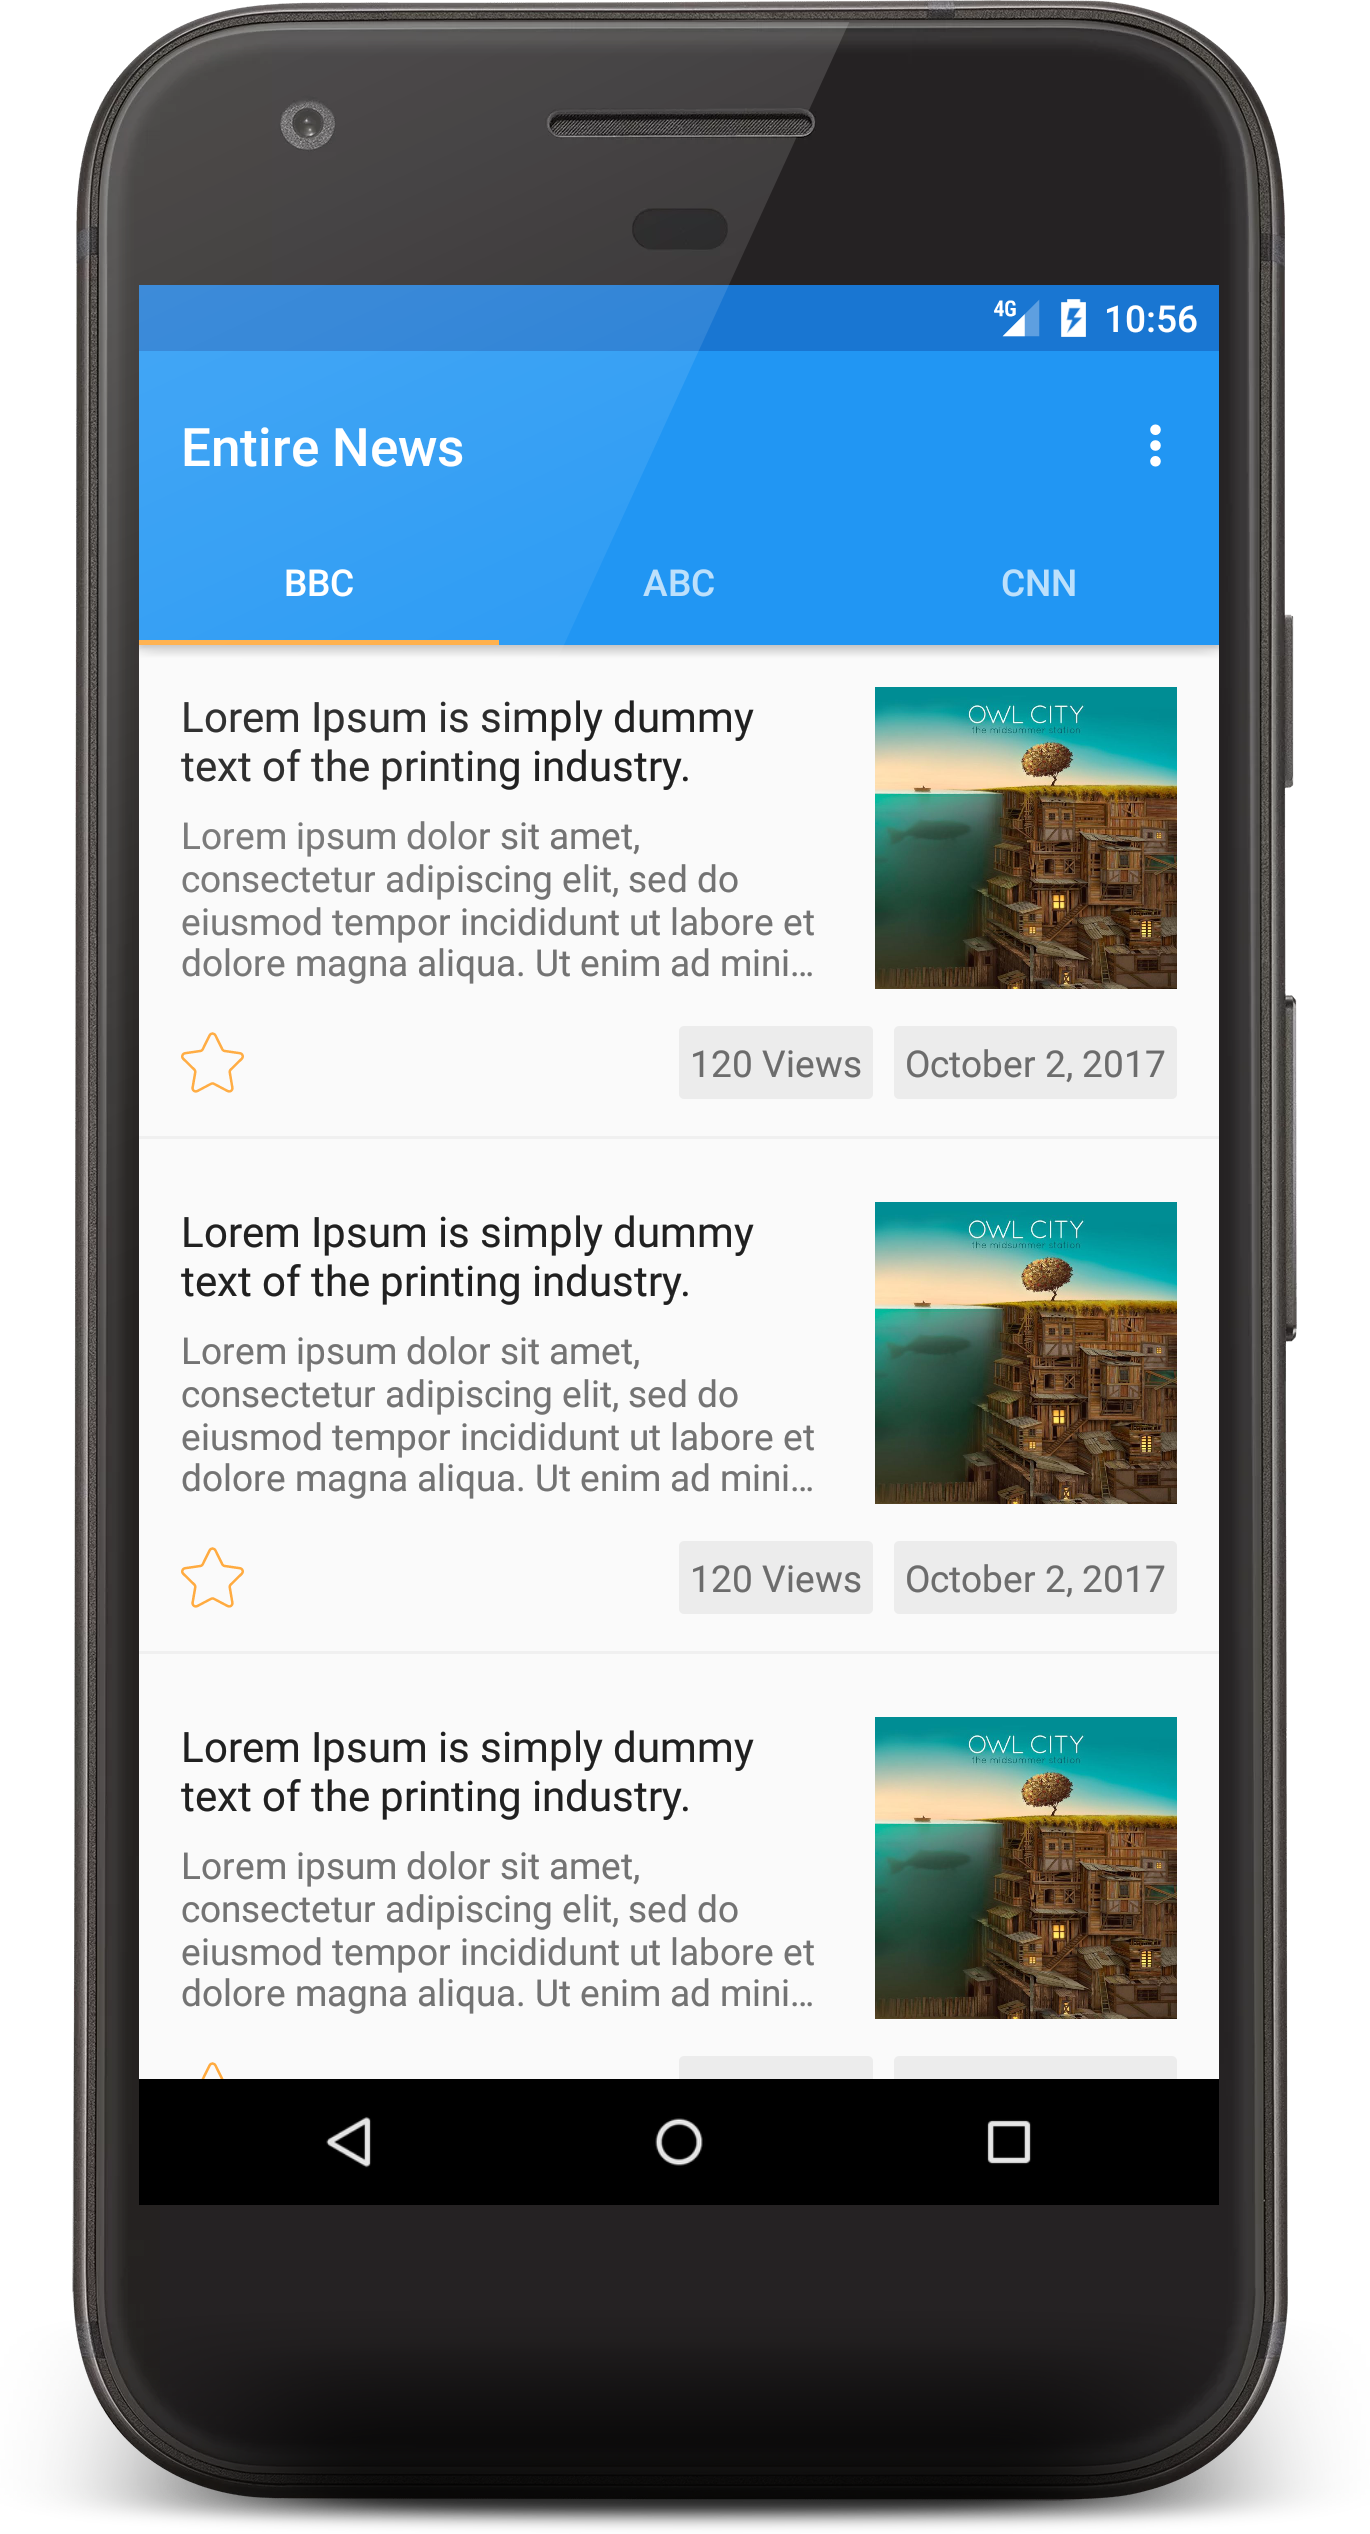 4G 10:56
Entire News
BBC ABC CNN
Lorem Ipsum is simply dummy
text of the printing industry.
Lorem ipsum dolor sit amet,
consectetur adipiscing elit, sed do
eiusmod tempor incididunt ut labore et
dolore magna aliqua. Ut enim ad mini...
OWL CITY
the midsummer station
120 Views October 2, 2017
Lorem Ipsum is simply dummy
text of the printing industry.
Lorem ipsum dolor sit amet,
consectetur adipiscing elit, sed do
eiusmod tempor incididunt ut labore et
dolore magna aliqua. Ut enim ad mini...
OWL CITY
the midsummer station
120 Views October 2, 2017
Lorem Ipsum is simply dummy
text of the printing industry.
Lorem ipsum dolor sit amet,
consectetur adipiscing elit, sed do
eiusmod tempor incididunt ut labore et
dolore magna aliqua. Ut enim ad mini...
OWL CITY
the midsummer station